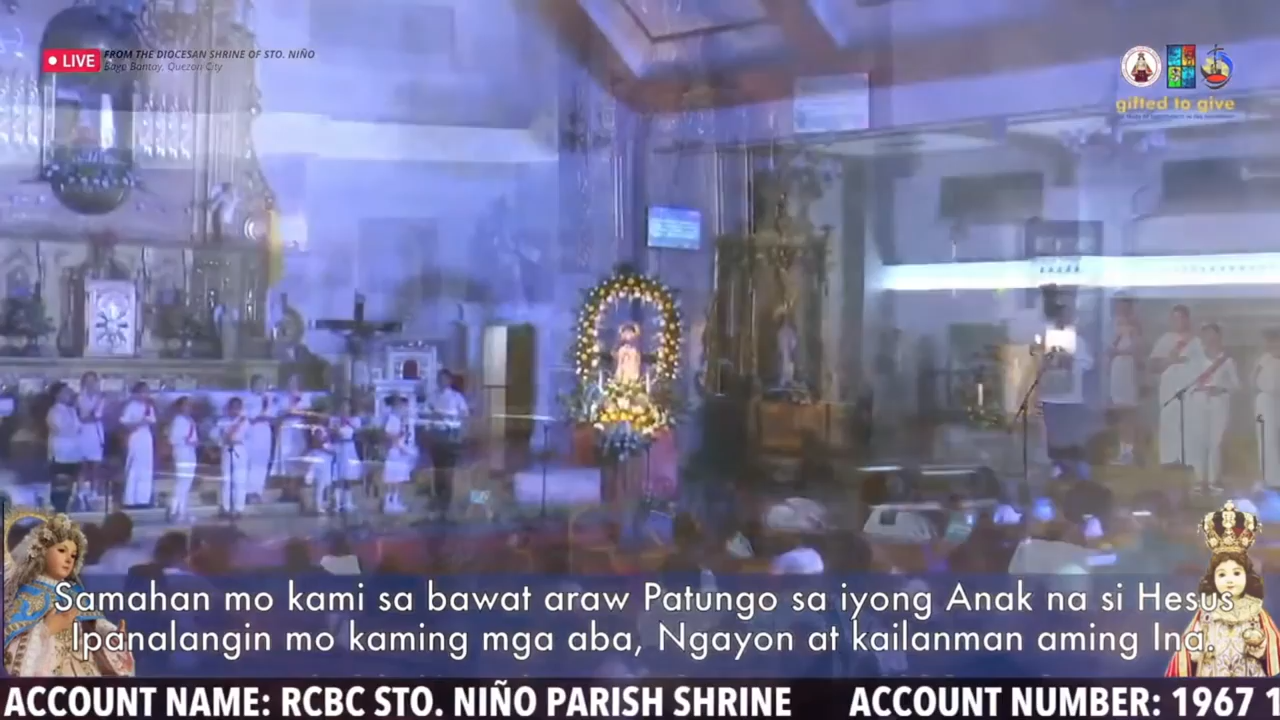 LIVE
FROM THE DIOCESAN SHRINE OF STO. NIÑO
Bago Bantay, Quezon City
gifted to give
Samahan mo kami sa bawat araw Patungo sa iyong Anak na si Hesus
Ipanalangin mo kaming mga aba, Ngayon at kailanman aming Ina.
ACCOUNT NAME: RCBC STO. NIÑO PARISH SHRINE ACCOUNT NUMBER: 1967 1